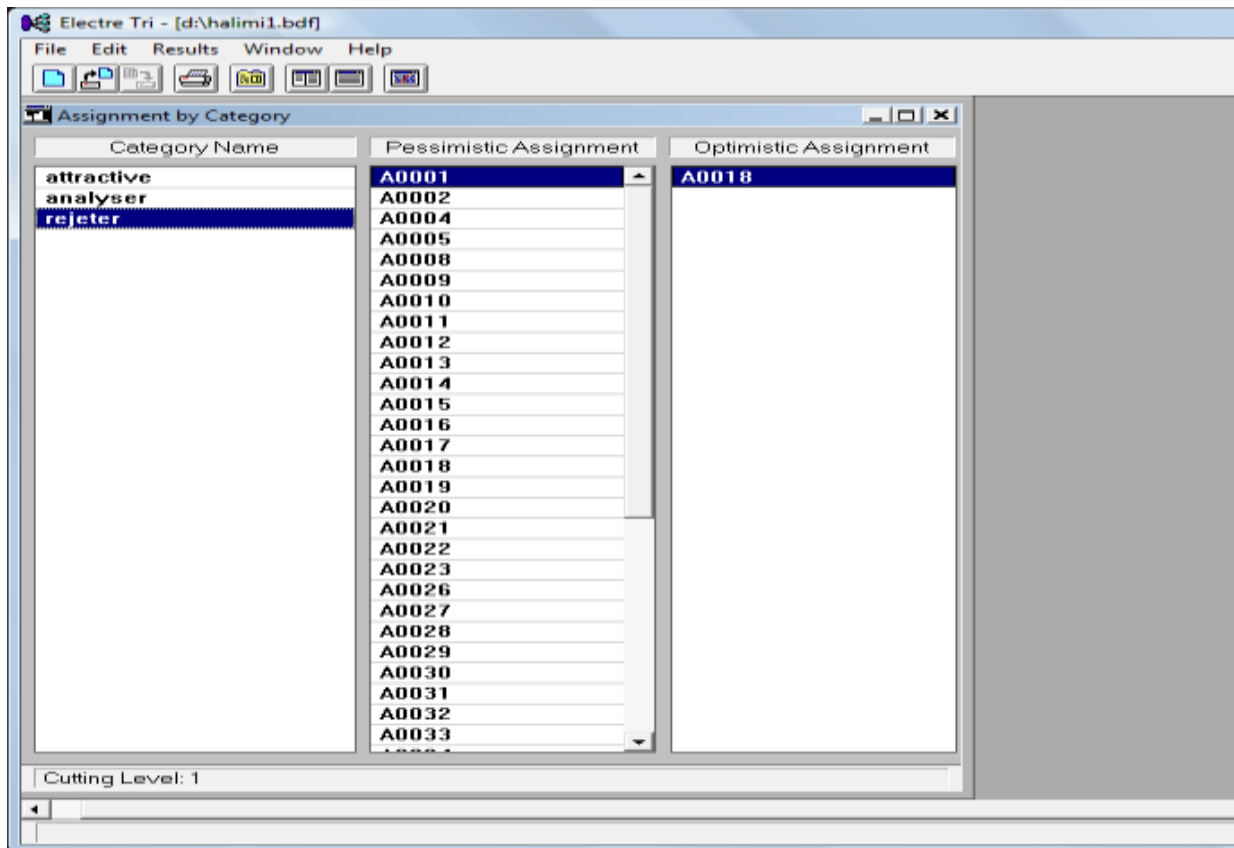 Electre Tri - [d:\halimi1.bdf]
File Edit Results Window Help
Assignment by Category
Category Name Pessimistic Assignment Optimistic Assignment
attractive A0001 A0018
analyser A0002
rejeter A0004
A0005
A0008
A0009
A0010
A0011
A0012
A0013
A0014
A0015
A0016
A0017
A0018
A0019
A0020
A0021
A0022
A0023
A0026
A0027
A0028
A0029
A0030
A0031
A0032
A0033
Cutting Level: 1